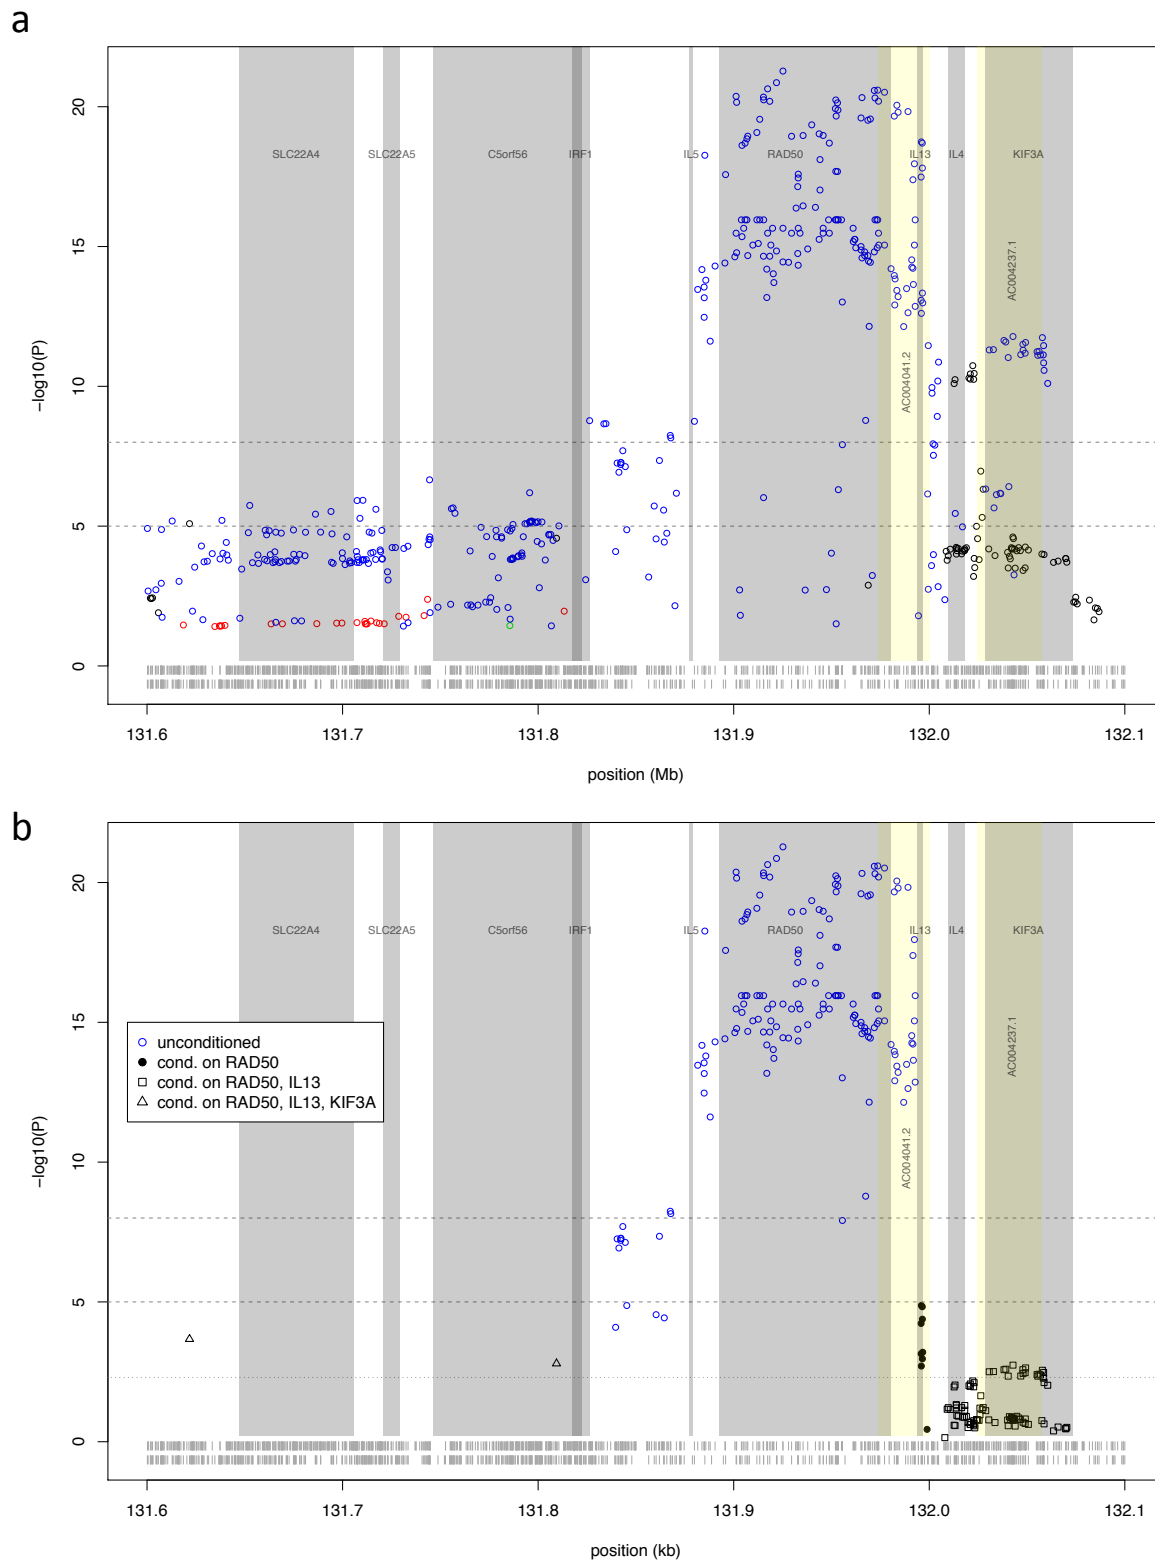 a
20
15
10
5
0
−log10(P)
SLC22A4
SLC22A5
C5orf56
IRF1
IL5
RAD50
IL13
IL4
KIF3A
AC004041.2
AC004237.1
131.6
131.7
131.8
131.9
132.0
132.1
position (Mb)
b
20
15
10
5
0
−log10(P)
SLC22A4
SLC22A5
C5orf56
IRF1
IL5
RAD50
IL13
IL4
KIF3A
AC004041.2
AC004237.1
unconditioned
cond. on RAD50
cond. on RAD50, IL13
cond. on RAD50, IL13, KIF3A
131.6
131.7
131.8
131.9
132.0
132.1
position (kb)